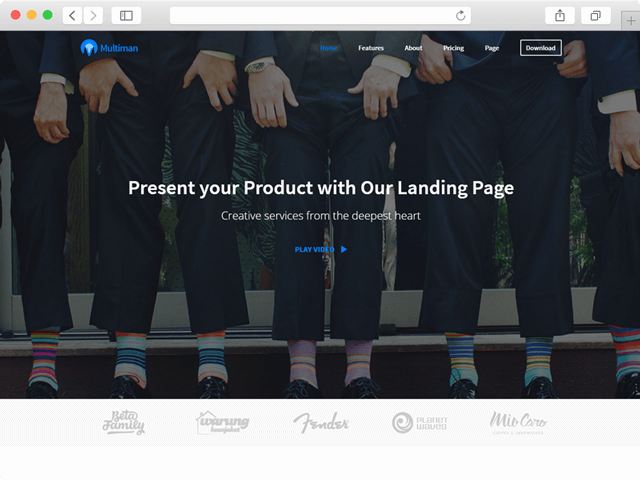 Multiman
Home Features About Pricing Page Download
Present your Product with Our Landing Page
Creative services from the deepest heart
PLAY VIDEO
Beta Family
warung
Fender
PLANET WAVES
Mio Caro